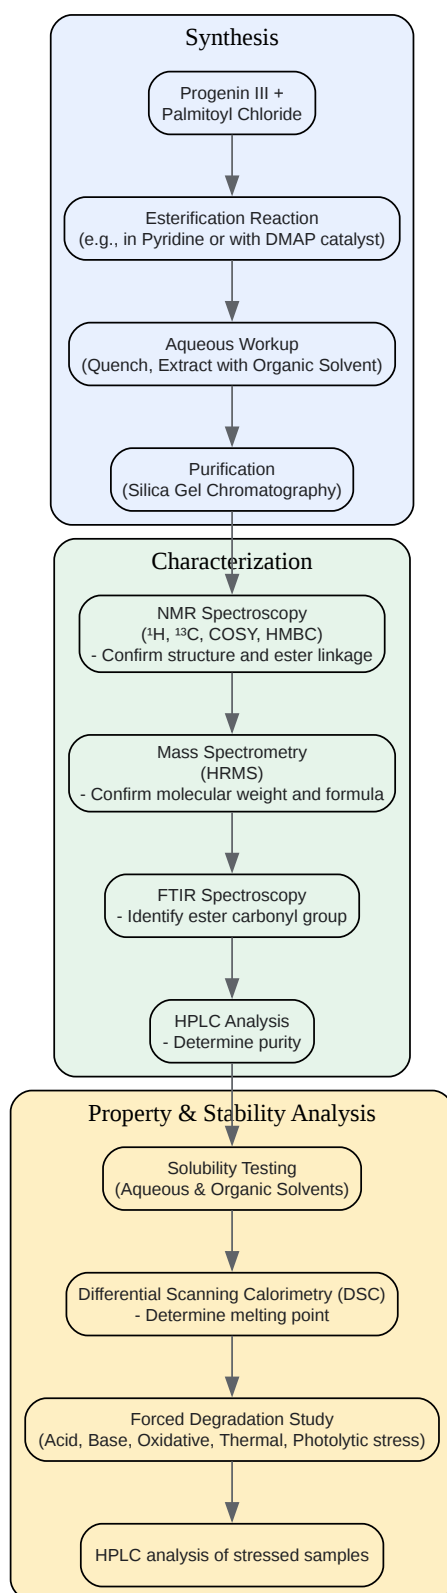 Synthesis
Progenin III +
Palmitoyl Chloride
Esterification Reaction
(e.g., in Pyridine or with DMAP catalyst)
Aqueous Workup
(Quench, Extract with Organic Solvent)
Purification
(Silica Gel Chromatography)
Characterization
NMR Spectroscopy
(¹H, ¹³C, COSY, HMBC)
- Confirm structure and ester linkage
Mass Spectrometry
(HRMS)
- Confirm molecular weight and formula
FTIR Spectroscopy
- Identify ester carbonyl group
HPLC Analysis
- Determine purity
Property & Stability Analysis
Solubility Testing
(Aqueous & Organic Solvents)
Differential Scanning Calorimetry (DSC)
- Determine melting point
Forced Degradation Study
(Acid, Base, Oxidative, Thermal, Photolytic stress)
HPLC analysis of stressed samples